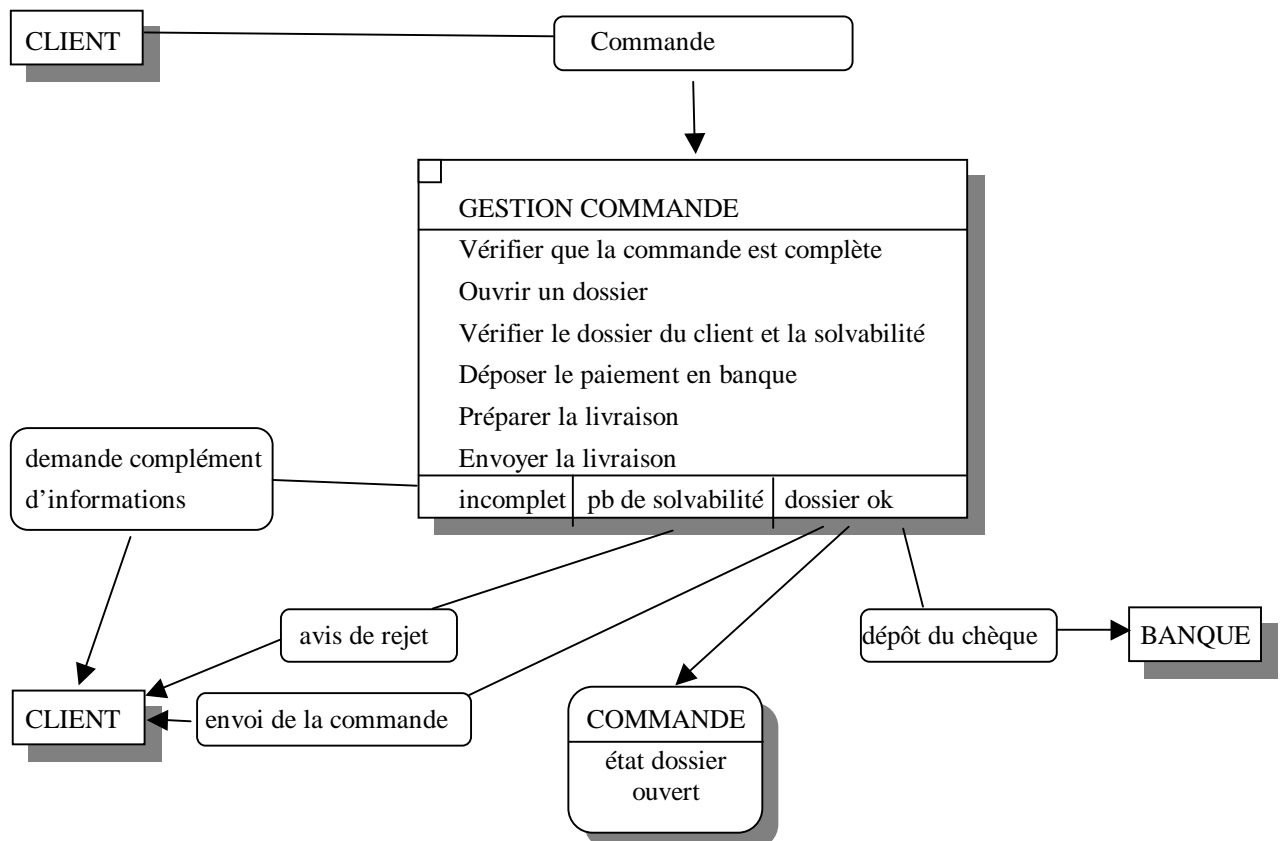 CLIENT
Commande
GESTION COMMANDE
Vérifier que la commande est complète
Ouvrir un dossier
Vérifier le dossier du client et la solvabilité
Déposer le paiement en banque
Préparer la livraison
Envoyer la livraison
incomplet pb de solvabilité dossier ok
demande complément
d’informations
avis de rejet
dépôt du chèque
BANQUE
CLIENT
envoi de la commande
COMMANDE
état dossier
ouvert